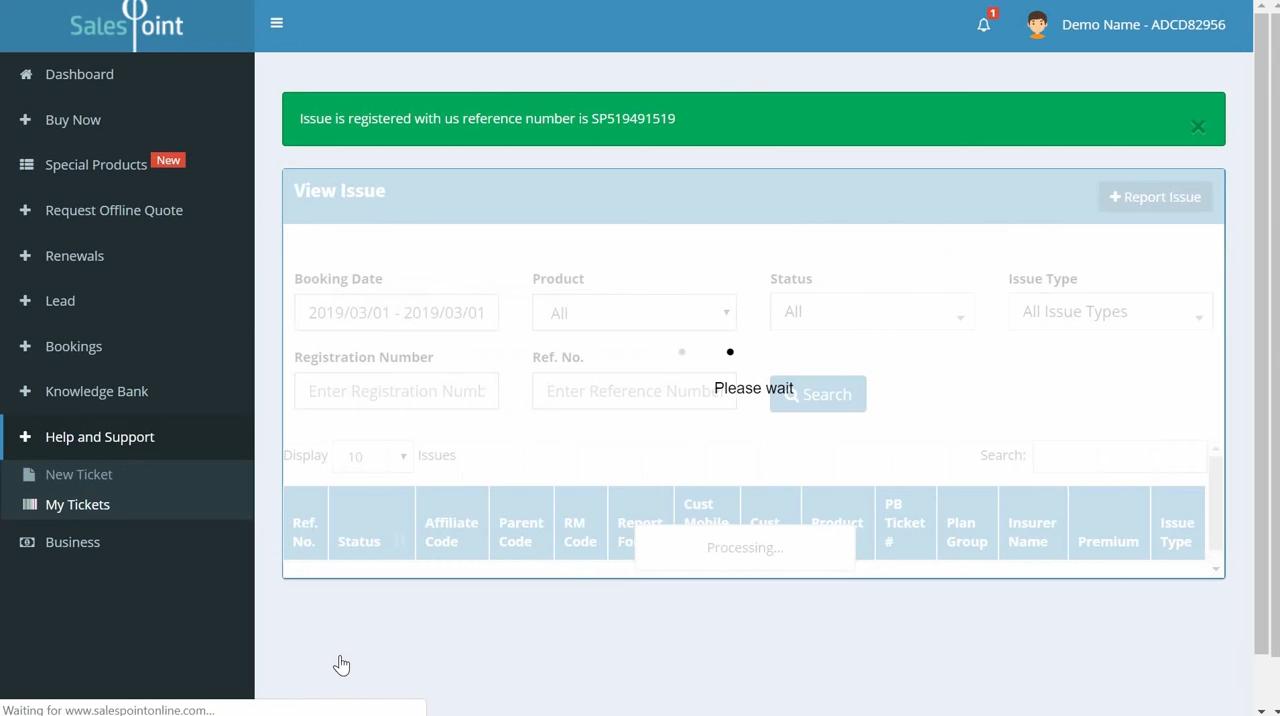 SalesPoint
1
Demo Name - ADCD82956
Dashboard
Buy Now
Special Products New
Request Offline Quote
Renewals
Lead
Bookings
Knowledge Bank
Help and Support
New Ticket
My Tickets
Business
Issue is registered with us reference number is SP519491519
×
View Issue
+ Report Issue
Booking Date Product Status Issue Type
2019/03/01 - 2019/03/01 All All All Issue Types
Registration Number Ref. No.
Enter Registration Numb Enter Reference Number Search
Please wait
Display 10 Issues Search:
Ref. No.
Status
Affiliate Code
Parent Code
RM Code
Report
Cust Mobile
Cust
Product
PB Ticket #
Plan Group
Insurer Name
Premium
Issue Type
Processing...
Waiting for www.salespointonline.com...